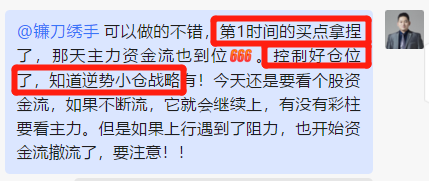 @镰刀绣手 可以做的不错，第1时间的买点拿捏
了，那天主力资金流也到位666 。控制好仓位
了，知道逆势小仓战略有！今天还是要看个股资
金流，如果不断流，它就会继续上，有没有彩柱
要看主力。但是如果上行遇到了阻力，也开始资
金流撤流了，要注意！！